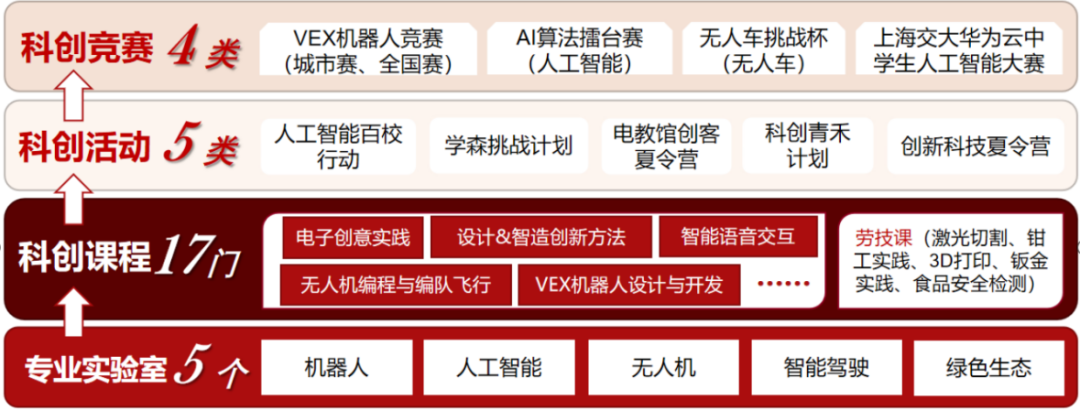 科创竞赛 4 类
VEX机器人竞赛
（城市赛、全国赛）
AI算法擂台赛
（人工智能）
无人车挑战杯
（无人车）
上海交大华为云中
学生人工智能大赛
科创活动 5 类
人工智能百校
行动
学森挑战计划
电教馆创客
夏令营
科创青禾
计划
创新科技夏令营
科创课程 17门
电子创意实践
设计&智造创新方法
智能语音交互
无人机编程与编队飞行
VEX机器人设计与开发
……
劳技课（激光切割、钳
工实践、3D打印、钣金
实践、食品安全检测）
专业实验室 5 个
机器人
人工智能
无人机
智能驾驶
绿色生态